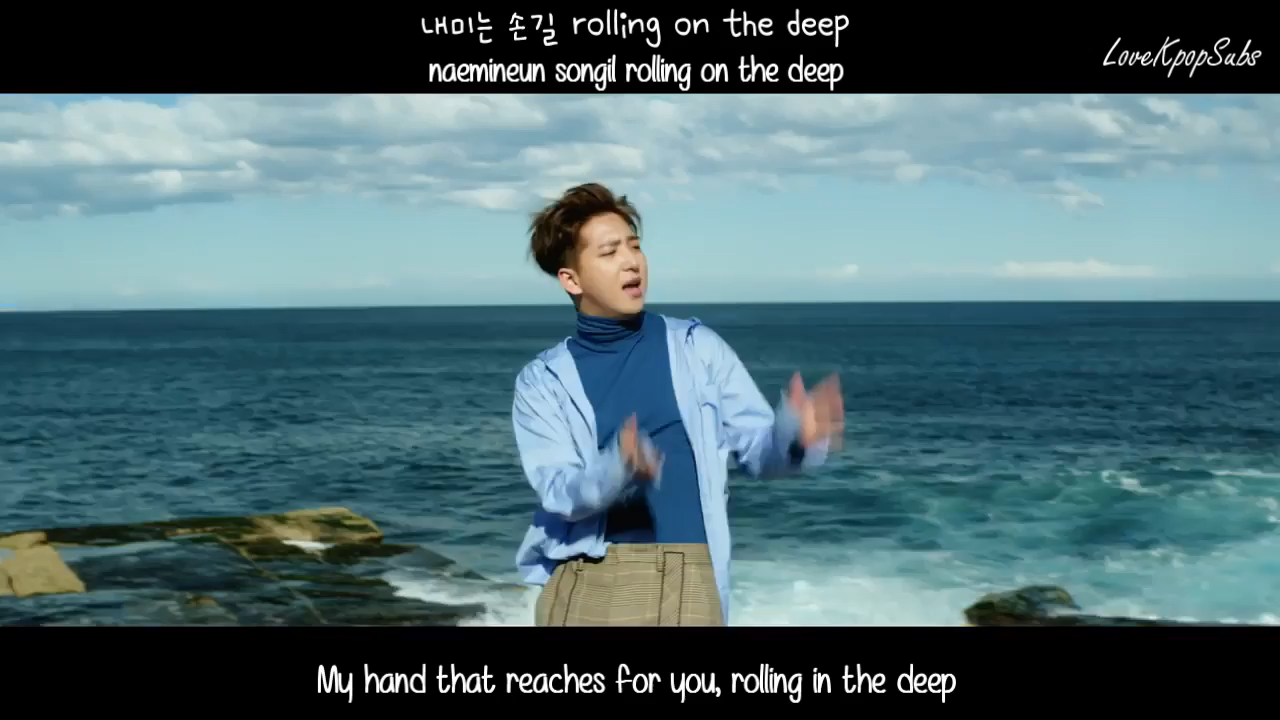 내미는 손길 rolling on the deep
naemineun songil rolling on the deep
LoveKpopSubs
My hand that reaches for you, rolling in the deep